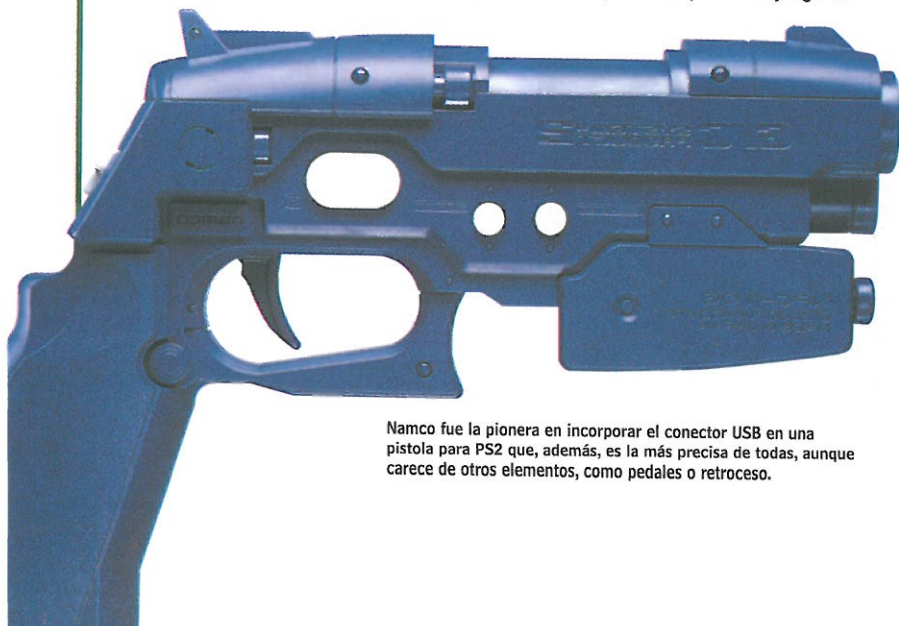 namco
Namco fue la pionera en incorporar el conector USB en una
pistola para PS2 que, además, es la más precisa de todas, aunque
carece de otros elementos, como pedales o retroceso.